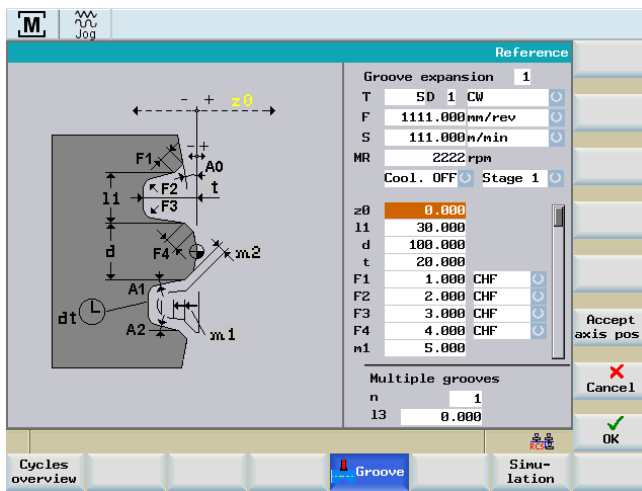 M
Jog
Reference
Groove expansion 1
T 5 D 1 CW
F 1111.000 mm/rev
S 111.000 m/min
MR 2222 rpm
Cool. OFF Stage 1
z0 0.000
l1 30.000
d 100.000
t 20.000
F1 1.000 CHF
F2 2.000 CHF
F3 3.000 CHF
F4 4.000 CHF
m1 5.000
Multiple grooves
n 1
l3 0.000
- + z0
- +
F1
A0
l1
F2
t
F3
d
F4
m2
A1
dt
A2
m1
Accept
axis pos
Cancel
OK
RCS
Cycles
overview
Groove
Simu-
lation